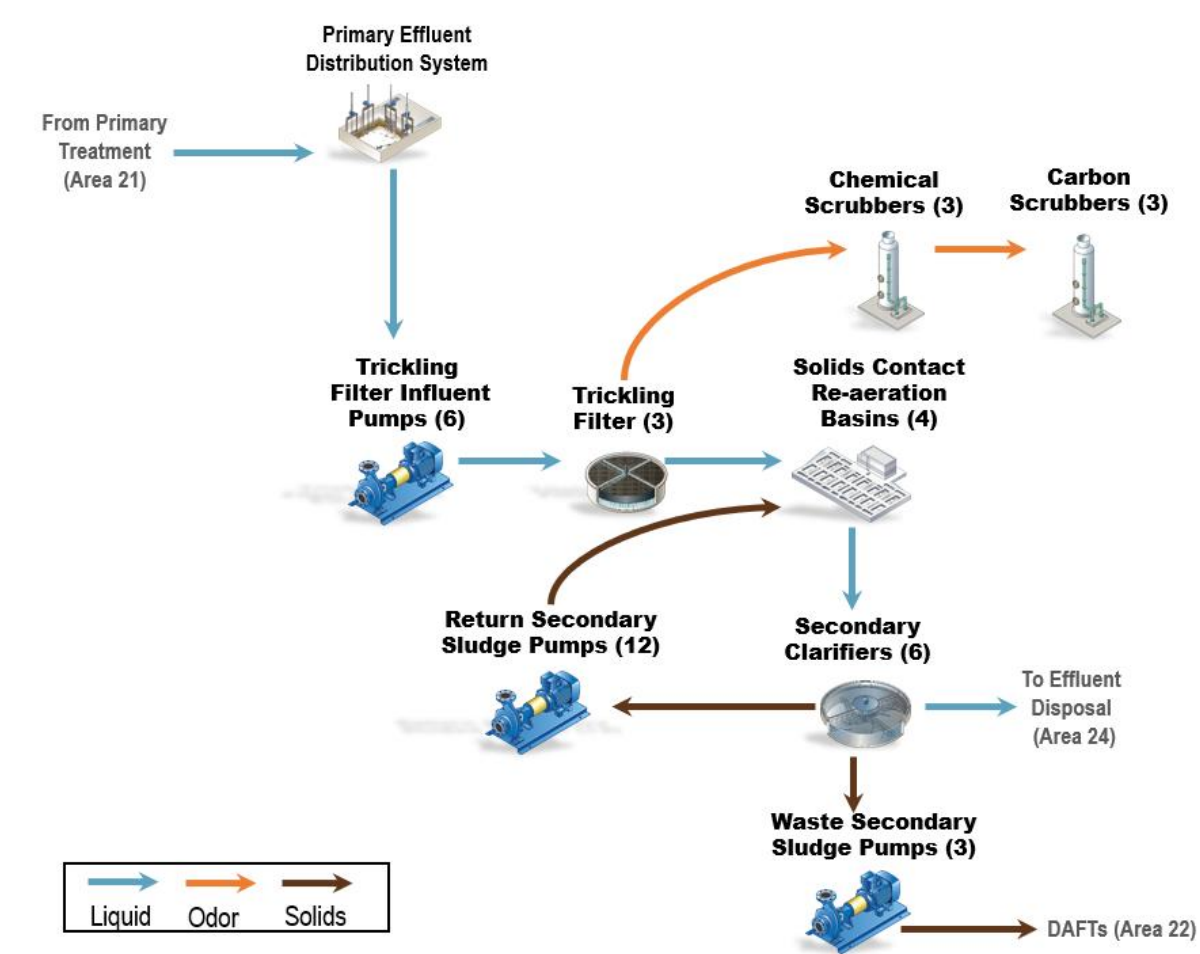 Primary Effluent
Distribution System
From Primary
Treatment
(Area 21)
Chemical
Scrubbers (3)
Carbon
Scrubbers (3)
Trickling
Filter Influent
Pumps (6)
Trickling
Filter (3)
Solids Contact
Re-aeration
Basins (4)
Return Secondary
Sludge Pumps (12)
Secondary
Clarifiers (6)
To Effluent
Disposal
(Area 24)
Waste Secondary
Sludge Pumps (3)
DAFTs (Area 22)
Liquid
Odor
Solids